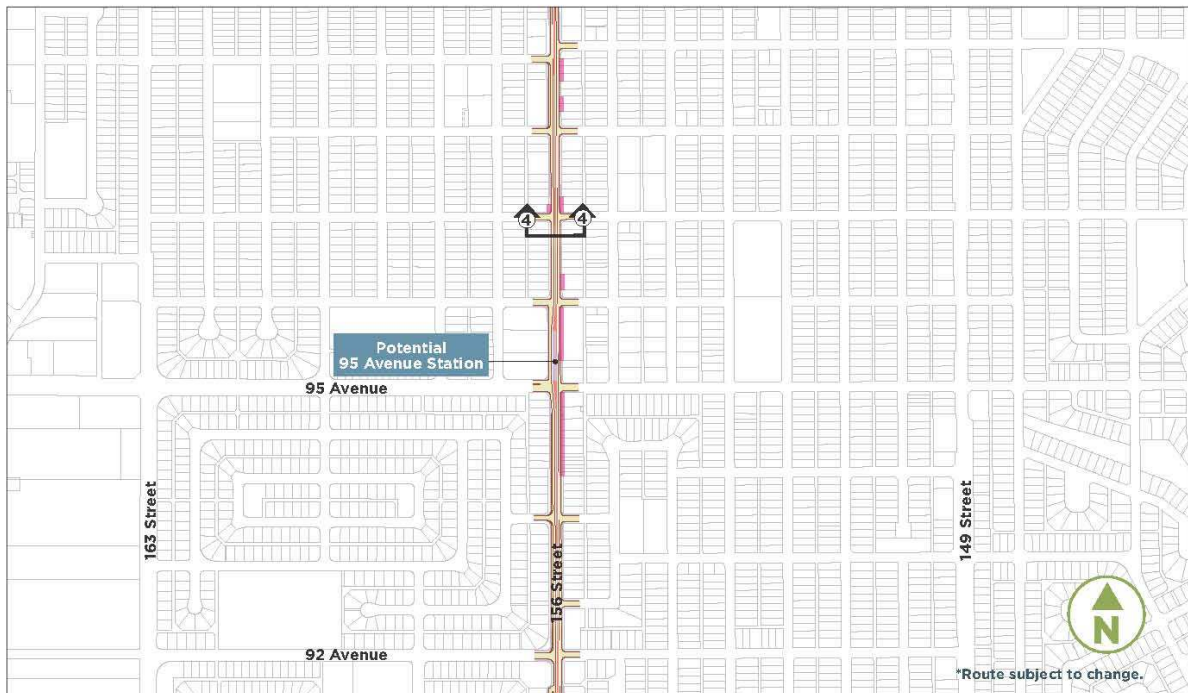 4 4
Potential
95 Avenue Station
95 Avenue
163 Street
149 Street
156 Street
92 Avenue
N
*Route subject to change.